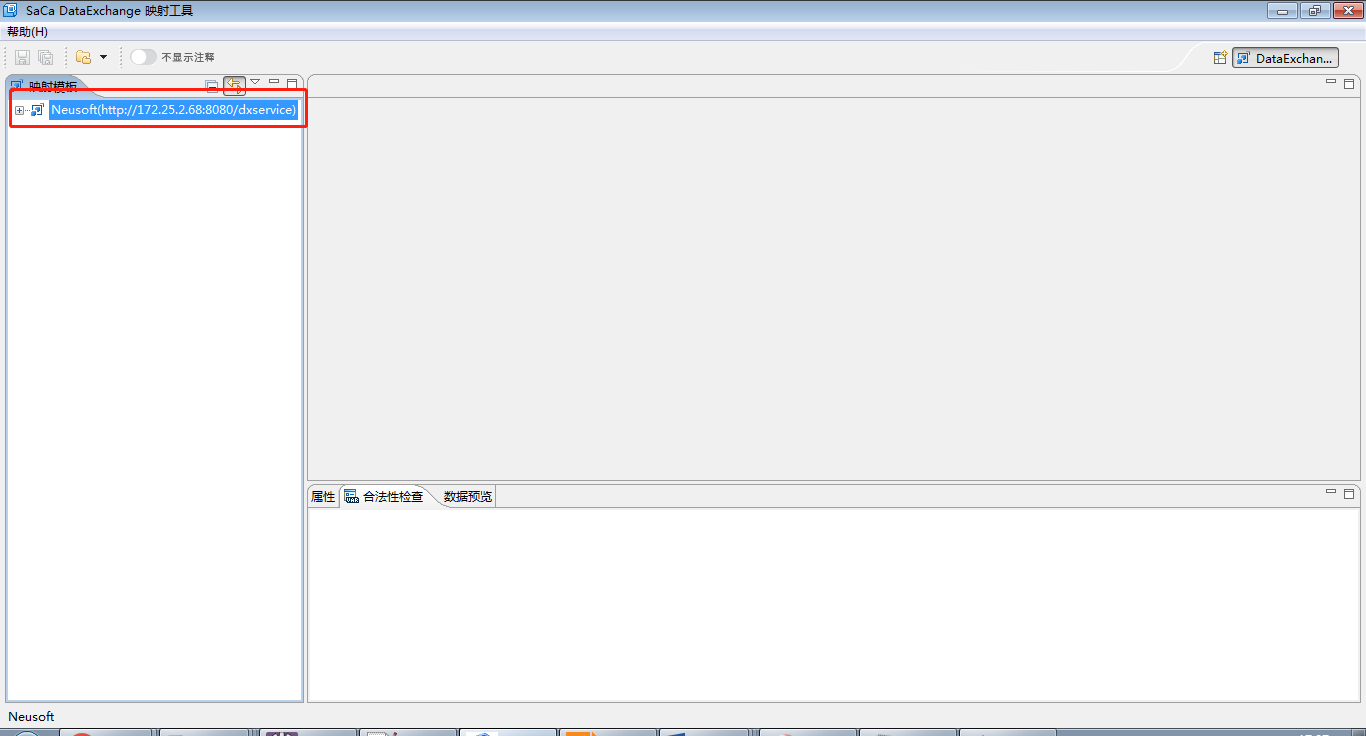 SaCa DataExchange 映射工具
帮助(H)
不显示注释
DataExchan...
映射模板
Neusoft(http://172.25.2.68:8080/dxservice)
属性 合法性检查 数据预览
Neusoft